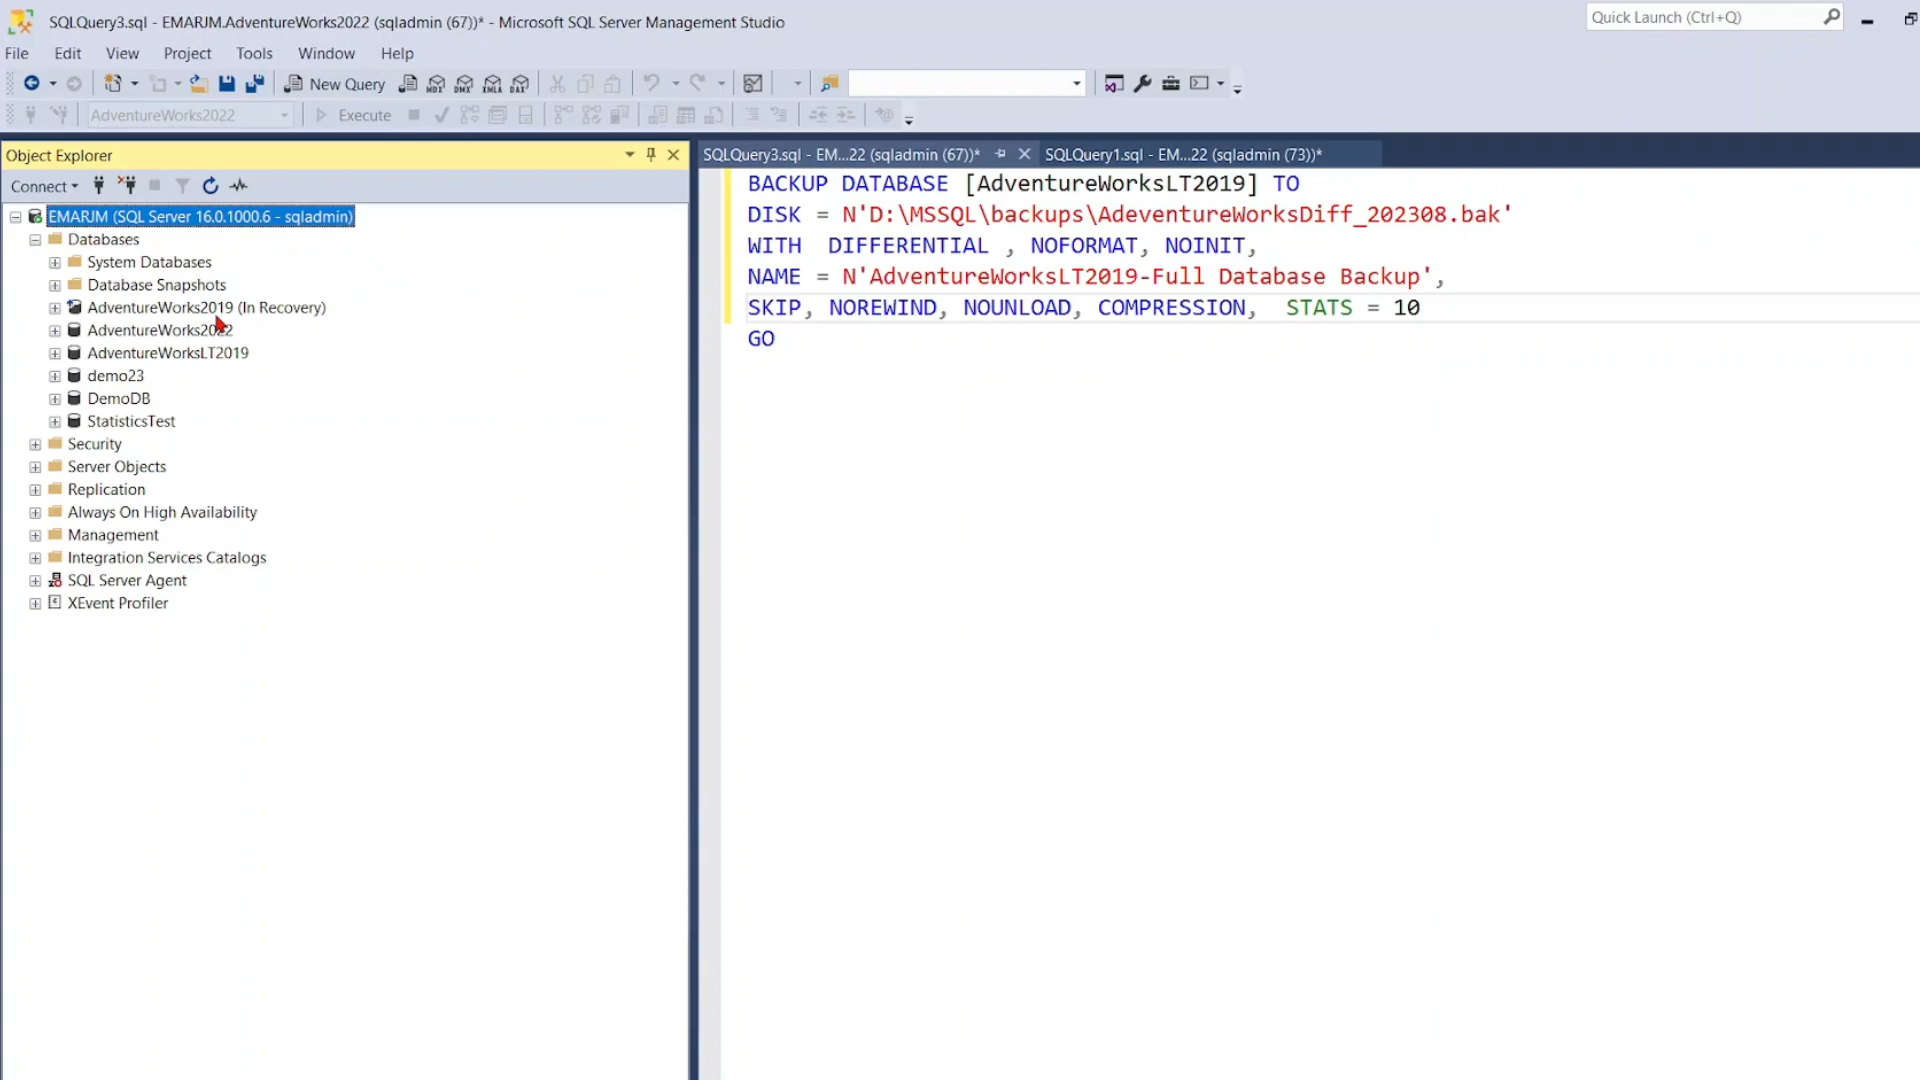 SQLQuery3.sql - EMARJM.AdventureWorks2022 (sqladmin (67))* - Microsoft SQL Server Management Studio
Quick Launch (Ctrl+Q)
File Edit View Project Tools Window Help
New Query MDX DMX XMLA DAX
AdventureWorks2022 Execute
Object Explorer
SQLQuery3.sql - EM...22 (sqladmin (67))* SQLQuery1.sql - EM...22 (sqladmin (73))*
Connect
EMARJM (SQL Server 16.0.1000.6 - sqladmin)
Databases
System Databases
Database Snapshots
AdventureWorks2019 (In Recovery)
AdventureWorks2022
AdventureWorksLT2019
demo23
DemoDB
StatisticsTest
Security
Server Objects
Replication
Always On High Availability
Management
Integration Services Catalogs
SQL Server Agent
XEvent Profiler
BACKUP DATABASE [AdventureWorksLT2019] TO
DISK = N'D:\MSSQL\backups\AdeventureWorksDiff_202308.bak'
WITH DIFFERENTIAL , NOFORMAT, NOINIT,
NAME = N'AdventureWorksLT2019-Full Database Backup',
SKIP, NOREWIND, NOUNLOAD, COMPRESSION, STATS = 10
GO